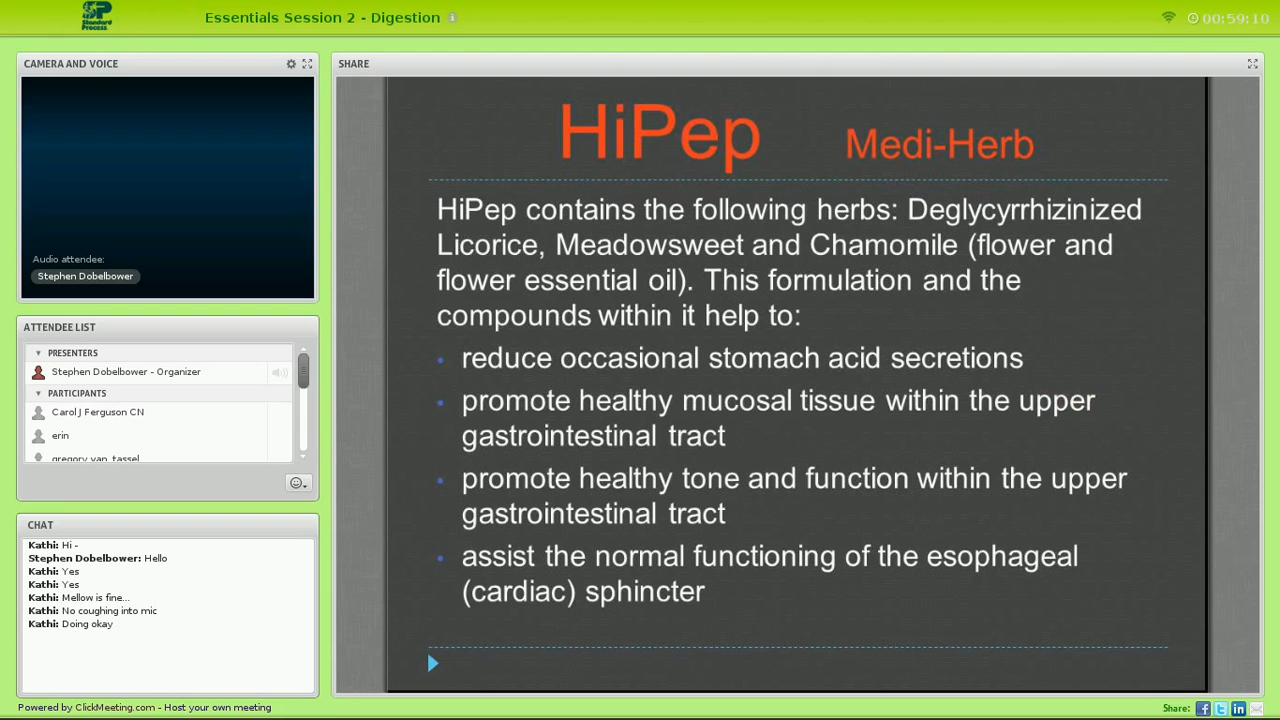 Standard
Process
Essentials Session 2 - Digestion
00:59:10
CAMERA AND VOICE
Audio attendee:
Stephen Dobelbower
ATTENDEE LIST
PRESENTERS
Stephen Dobelbower - Organizer
PARTICIPANTS
Carol J Ferguson CN
erin
gregory van_tassel
CHAT
Kathi: Hi -
Stephen Dobelbower: Hello
Kathi: Yes
Kathi: Yes
Kathi: Mellow is fine...
Kathi: No coughing into mic
Kathi: Doing okay
SHARE
HiPep Medi-Herb
HiPep contains the following herbs: Deglycyrrhizinized
Licorice, Meadowsweet and Chamomile (flower and
flower essential oil). This formulation and the
compounds within it help to:
• reduce occasional stomach acid secretions
• promote healthy mucosal tissue within the upper
gastrointestinal tract
• promote healthy tone and function within the upper
gastrointestinal tract
• assist the normal functioning of the esophageal
(cardiac) sphincter
Powered by ClickMeeting.com - Host your own meeting
Share: